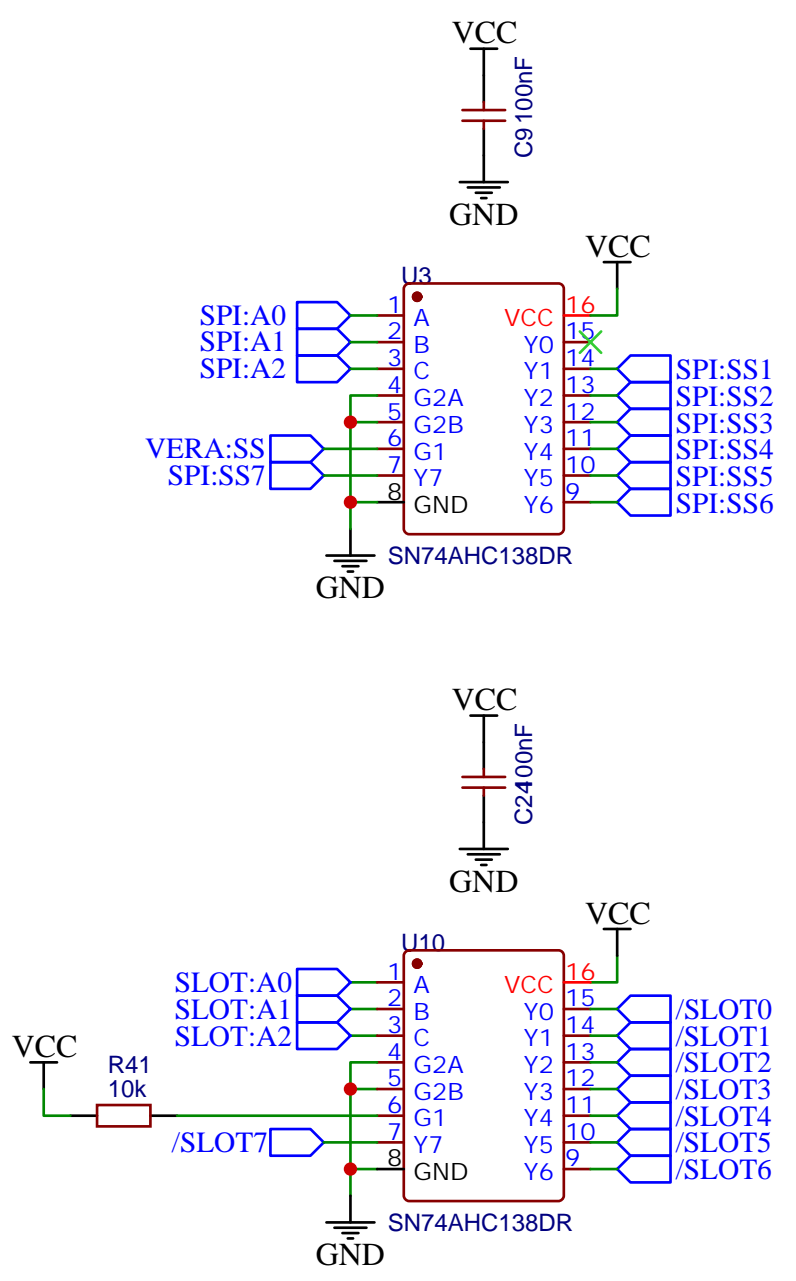 VCC
C9 100nF
GND
VCC
U3
SPI:A0 1 A VCC 16
SPI:A1 2 B Y0 15
SPI:A2 3 C Y1 14 SPI:SS1
4 G2A Y2 13 SPI:SS2
5 G2B Y3 12 SPI:SS3
VERA:SS 6 G1 Y4 11 SPI:SS4
SPI:SS7 7 Y7 Y5 10 SPI:SS5
8 GND Y6 9 SPI:SS6
SN74AHC138DR
GND
VCC
GND
VCC
U10
SLOT:A0 1 A VCC 16
SLOT:A1 2 B Y0 15 /SLOT0
SLOT:A2 3 C Y1 14 /SLOT1
VCC
R41
10k
4 G2A Y2 13 /SLOT2
5 G2B Y3 12 /SLOT3
6 G1 Y4 11 /SLOT4
/SLOT7 7 Y7 Y5 10 /SLOT5
8 GND Y6 9 /SLOT6
SN74AHC138DR
GND